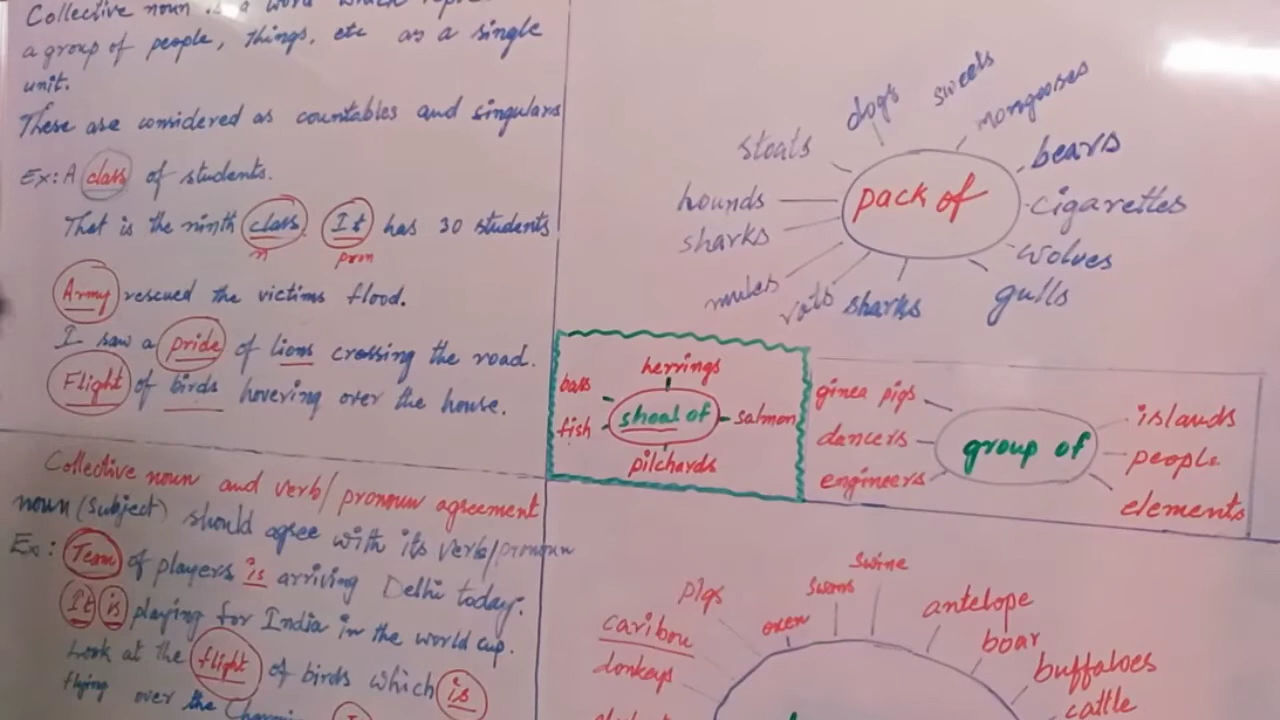 Collective noun is a word which
a group of people, things, etc as a single
unit.
These are considered as countables and singulars
Ex: A class of students.
That is the ninth class. It has 30 students
n pron
Army rescued the victims flood.
I saw a pride of lions crossing the road.
Flight of birds hovering over the house.
Collective noun and verb/pronoun agreement
noun (subject) should agree with its verb/pronoun
Ex: Team of players is arriving Delhi today.
It is playing for India in the world cup.
Look at the flight of birds which is
flying over the
pack of
stoats
dogs
sweets
mongooses
bears
cigarettes
wolves
gulls
sharks
rats
mules
sharks
hounds
shoal of
bass
herrings
salmon
pilchards
fish
group of
ginea pigs
dancers
engineers
islands
people
elements
donkeys
caribou
pigs
oxen
swans
swine
antelope
boar
buffaloes
cattle